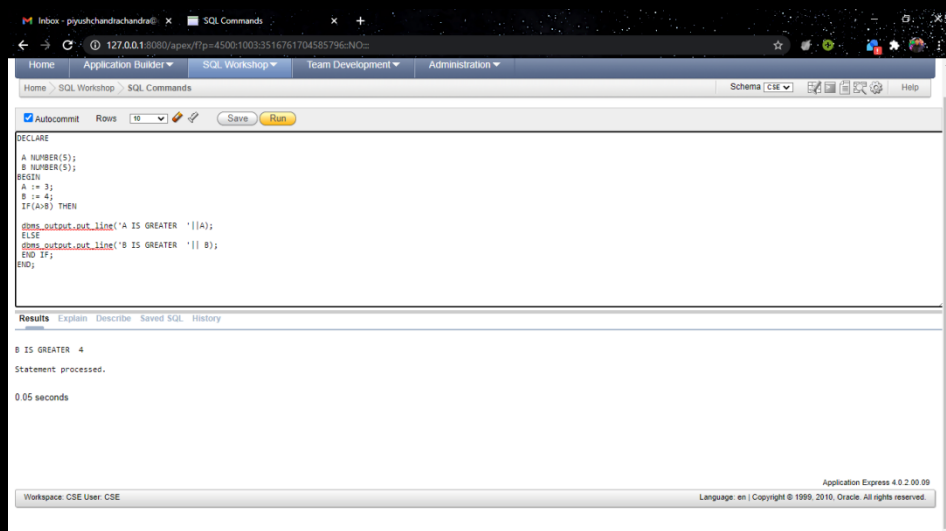 Inbox - piyushchandrachandra@ SQL Commands
127.0.0.1:8080/apex/f?p=4500:1003:3516761704585796::NO:::
Home Application Builder SQL Workshop Team Development Administration
Home SQL Workshop SQL Commands Schema CSE Help
Autocommit Rows 10 Save Run
DECLARE
A NUMBER(5);
B NUMBER(5);
BEGIN
A := 3;
B := 4;
IF(A>B) THEN
dbms_output.put_line('A IS GREATER  '||A);
ELSE
dbms_output.put_line('B IS GREATER  '|| B);
END IF;
END;
Results Explain Describe Saved SQL History
B IS GREATER  4
Statement processed.
0.05 seconds
Application Express 4.0.2.00.09
Workspace: CSE User: CSE Language: en | Copyright © 1999, 2010, Oracle. All rights reserved.